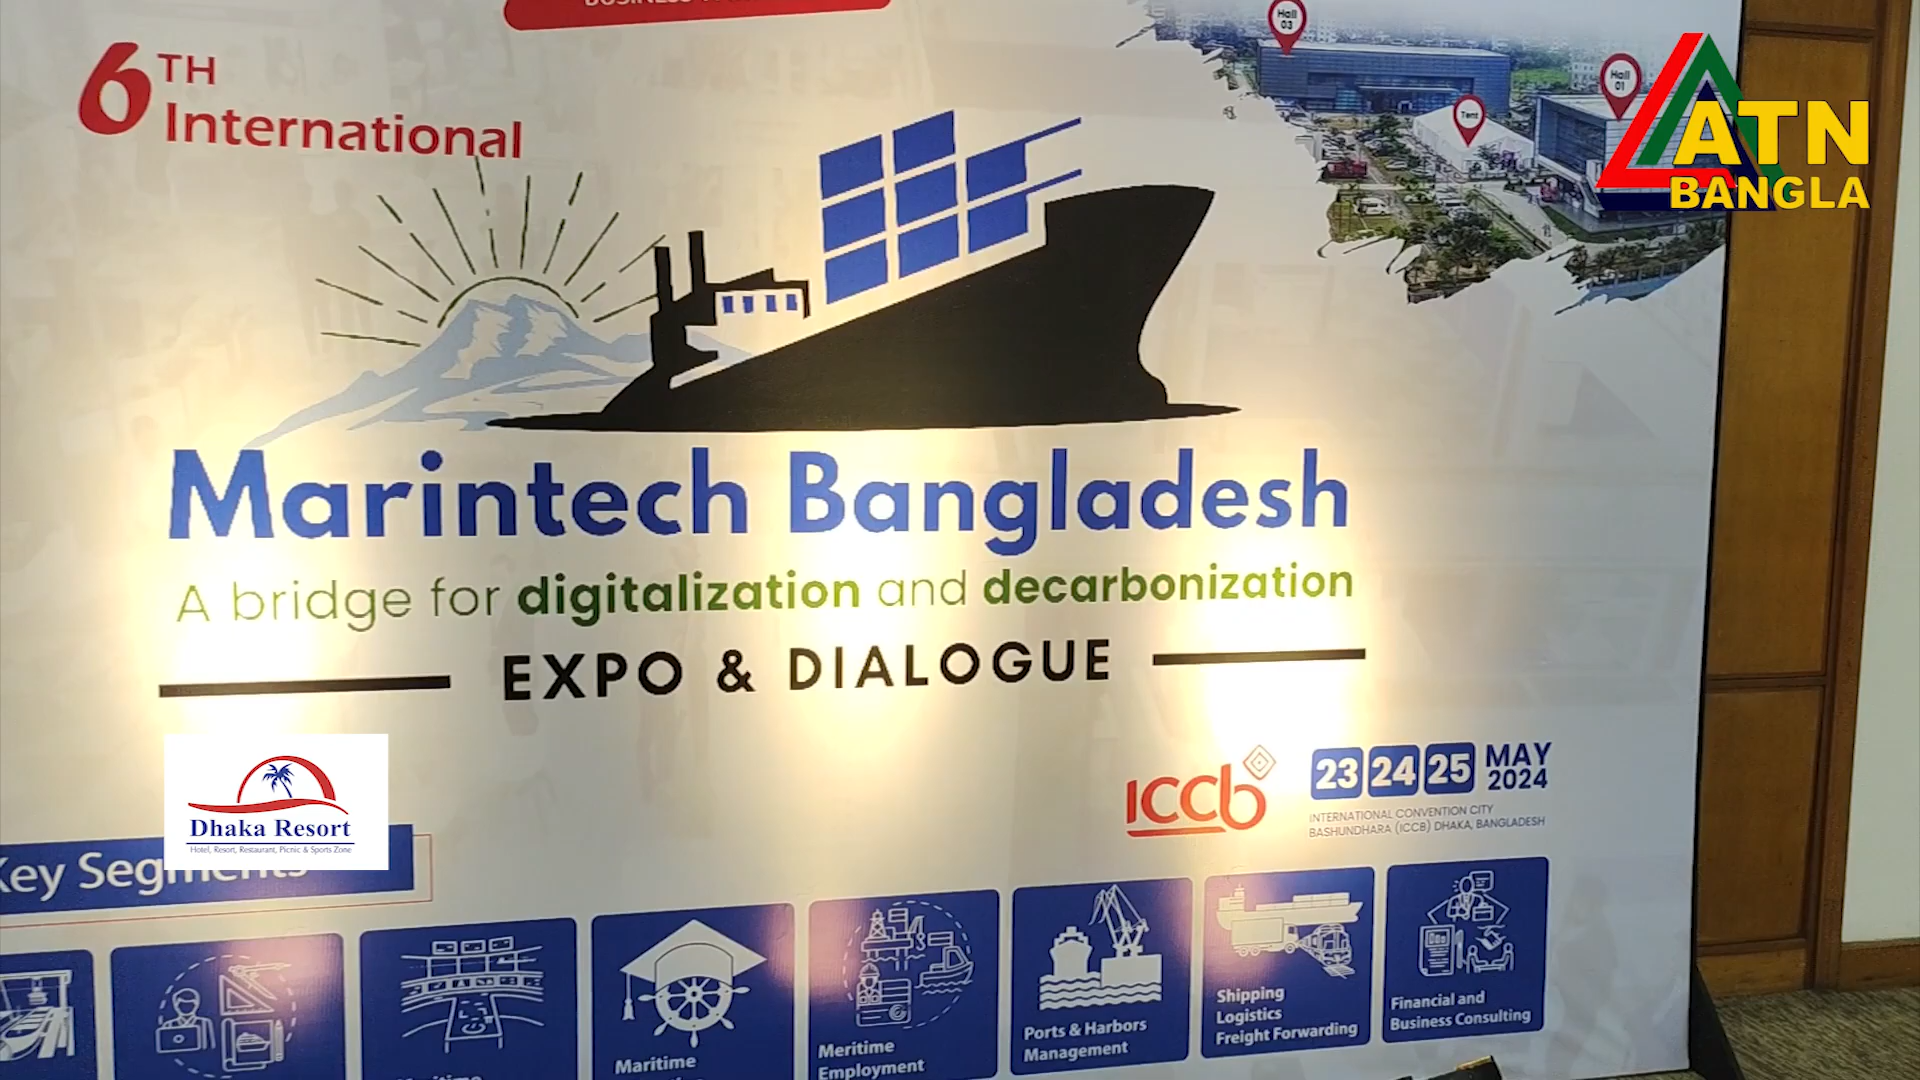 6TH
International
Hall
03
Tent
Hall
01
ATN
BANGLA
Marintech Bangladesh
A bridge for digitalization and decarbonization
EXPO & DIALOGUE
Dhaka Resort
Hotel, Resort, Restaurant, Picnic & Sports Zone
Key Segments
ICCb
23 24 25 MAY
2024
INTERNATIONAL CONVENTION CITY
BASHUNDHARA (ICCB) DHAKA, BANGLADESH
Maritime
Meritime
Employment
Ports & Harbors
Management
Shipping
Logistics
Freight Forwarding
Financial and
Business Consulting